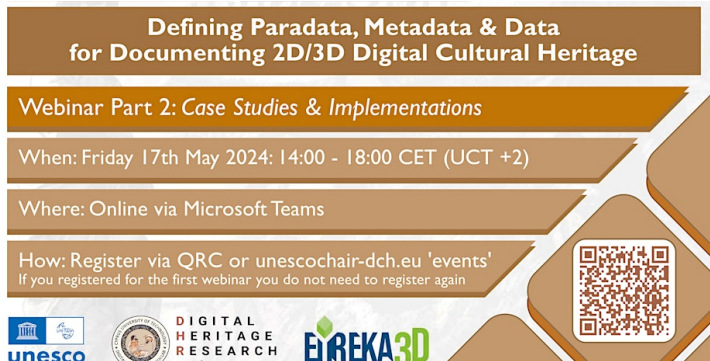 Defining Paradata, Metadata & Data
for Documenting 2D/3D Digital Cultural Heritage
Webinar Part 2: Case Studies & Implementations
When: Friday 17th May 2024: 14:00 - 18:00 CET (UCT +2)
Where: Online via Microsoft Teams
How: Register via QRC or unescochair-dch.eu 'events'
If you registered for the first webinar you do not need to register again
unesco
DIGITAL
HERITAGE
RESEARCH
EUREKA3D